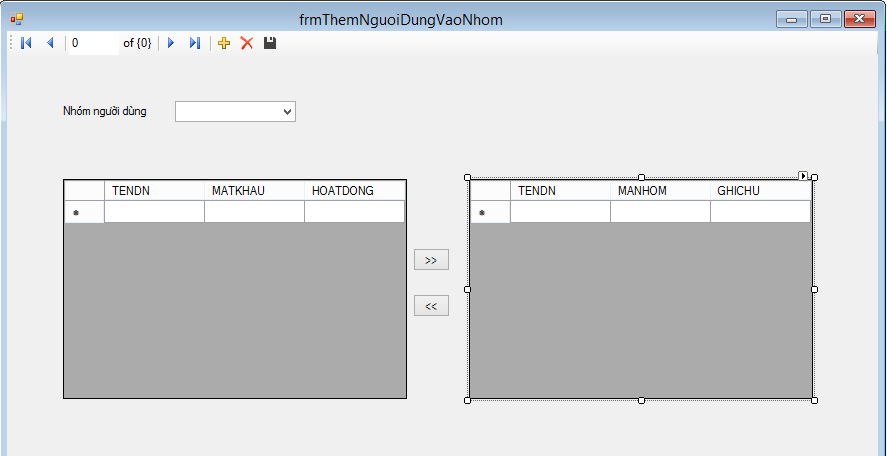 frmThemNguoiDungVaoNhom
0 of {0}
Nhóm người dùng
TENDN MATKHAU HOATDONG
TENDN MANHOM GHICHU
>>
<<